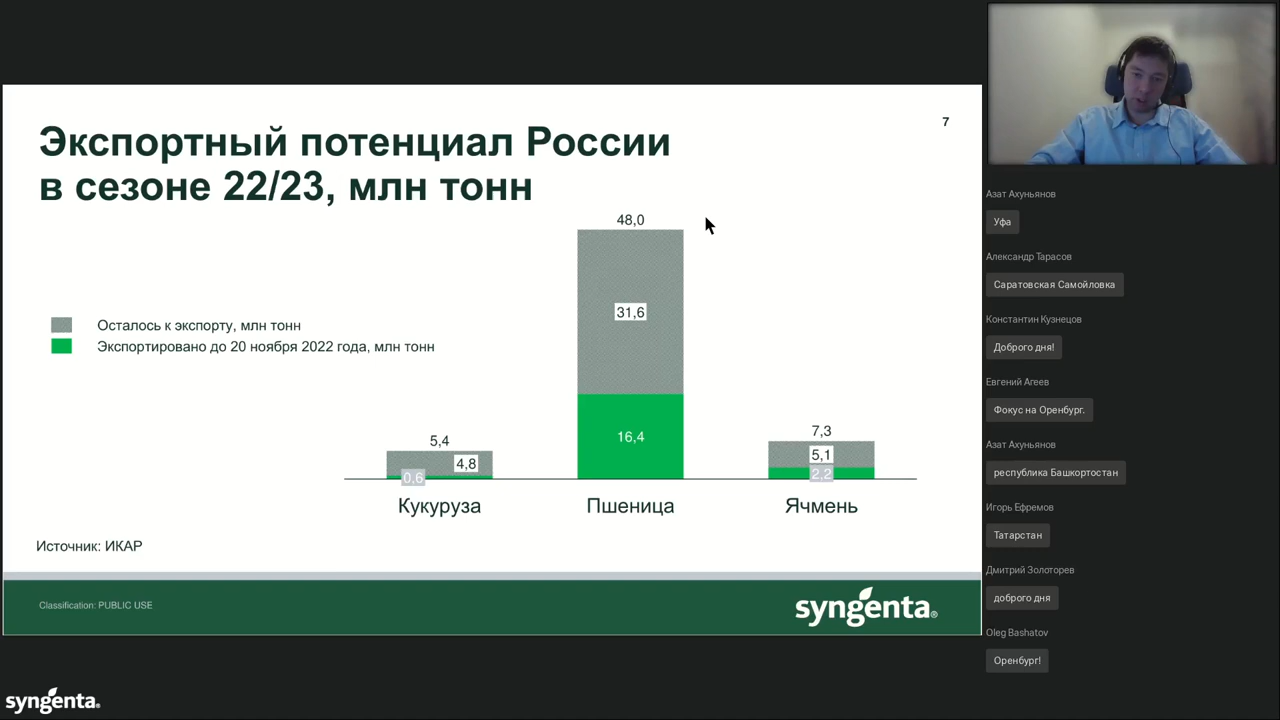 7
Экспортный потенциал России
в сезоне 22/23, млн тонн
48,0
31,6
16,4
Осталось к экспорту, млн тонн
Экспортировано до 20 ноября 2022 года, млн тонн
5,4
4,8
0,6
7,3
5,1
2,2
Кукуруза
Пшеница
Ячмень
Источник: ИКАР
Classification: PUBLIC USE
syngenta®
syngenta®
Азат Ахуньянов
Уфа
Александр Тарасов
Саратовская Самойловка
Константин Кузнецов
Доброго дня!
Евгений Агеев
Фокус на Оренбург.
Азат Ахуньянов
республика Башкортостан
Игорь Ефремов
Татарстан
Дмитрий Золоторев
доброго дня
Oleg Bashatov
Оренбург!